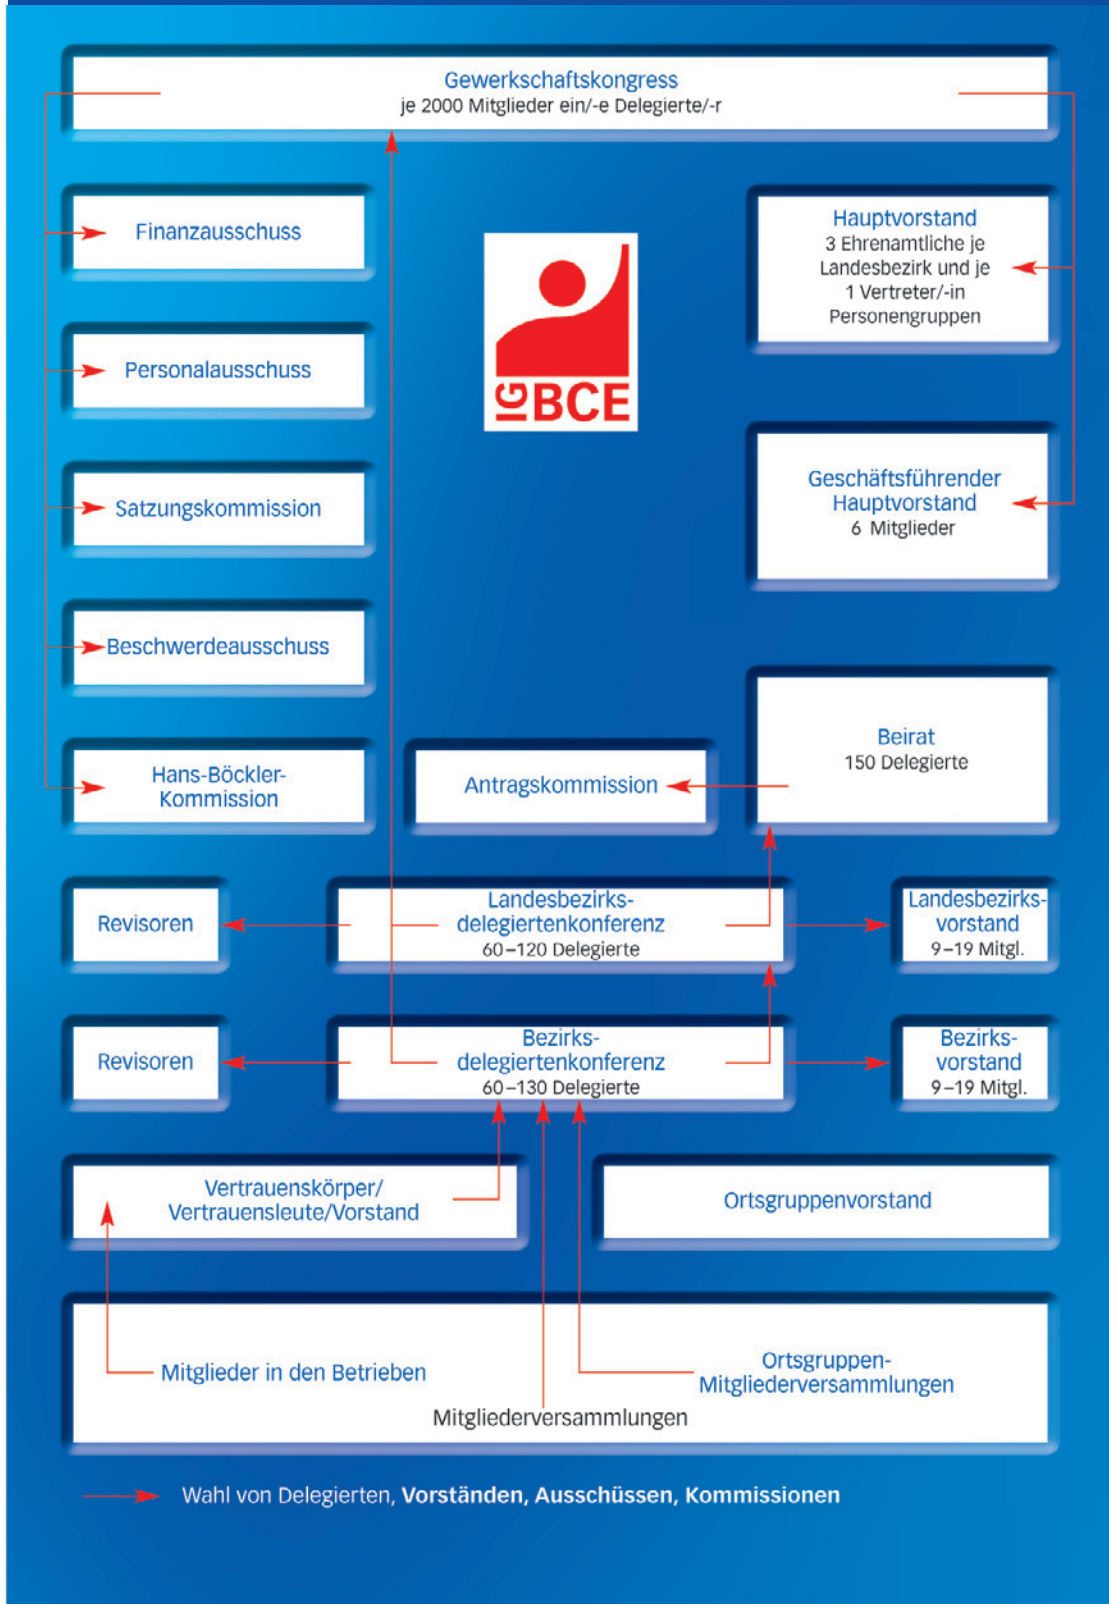 Gewerkschaftskongress
je 2000 Mitglieder ein/-e Delegierte/-r
Finanzausschuss
Hauptvorstand
3 Ehrenamtliche je
Landesbezirk und je
1 Vertreter/-in
Personengruppen
Personalausschuss
IG BCE
Satzungskommission
Geschäftsführender
Hauptvorstand
6 Mitglieder
Beschwerdeausschuss
Hans-Böckler-
Kommission
Antragskommission
Beirat
150 Delegierte
Revisoren
Landesbezirks-
delegiertenkonferenz
60–120 Delegierte
Landesbezirks-
vorstand
9–19 Mitgl.
Revisoren
Bezirks-
delegiertenkonferenz
60–130 Delegierte
Bezirks-
vorstand
9–19 Mitgl.
Vertrauenskörper/
Vertrauensleute/Vorstand
Ortsgruppenvorstand
Mitglieder in den Betrieben
Ortsgruppen-
Mitgliederversammlungen
Mitgliederversammlungen
Wahl von Delegierten, Vorständen, Ausschüssen, Kommissionen